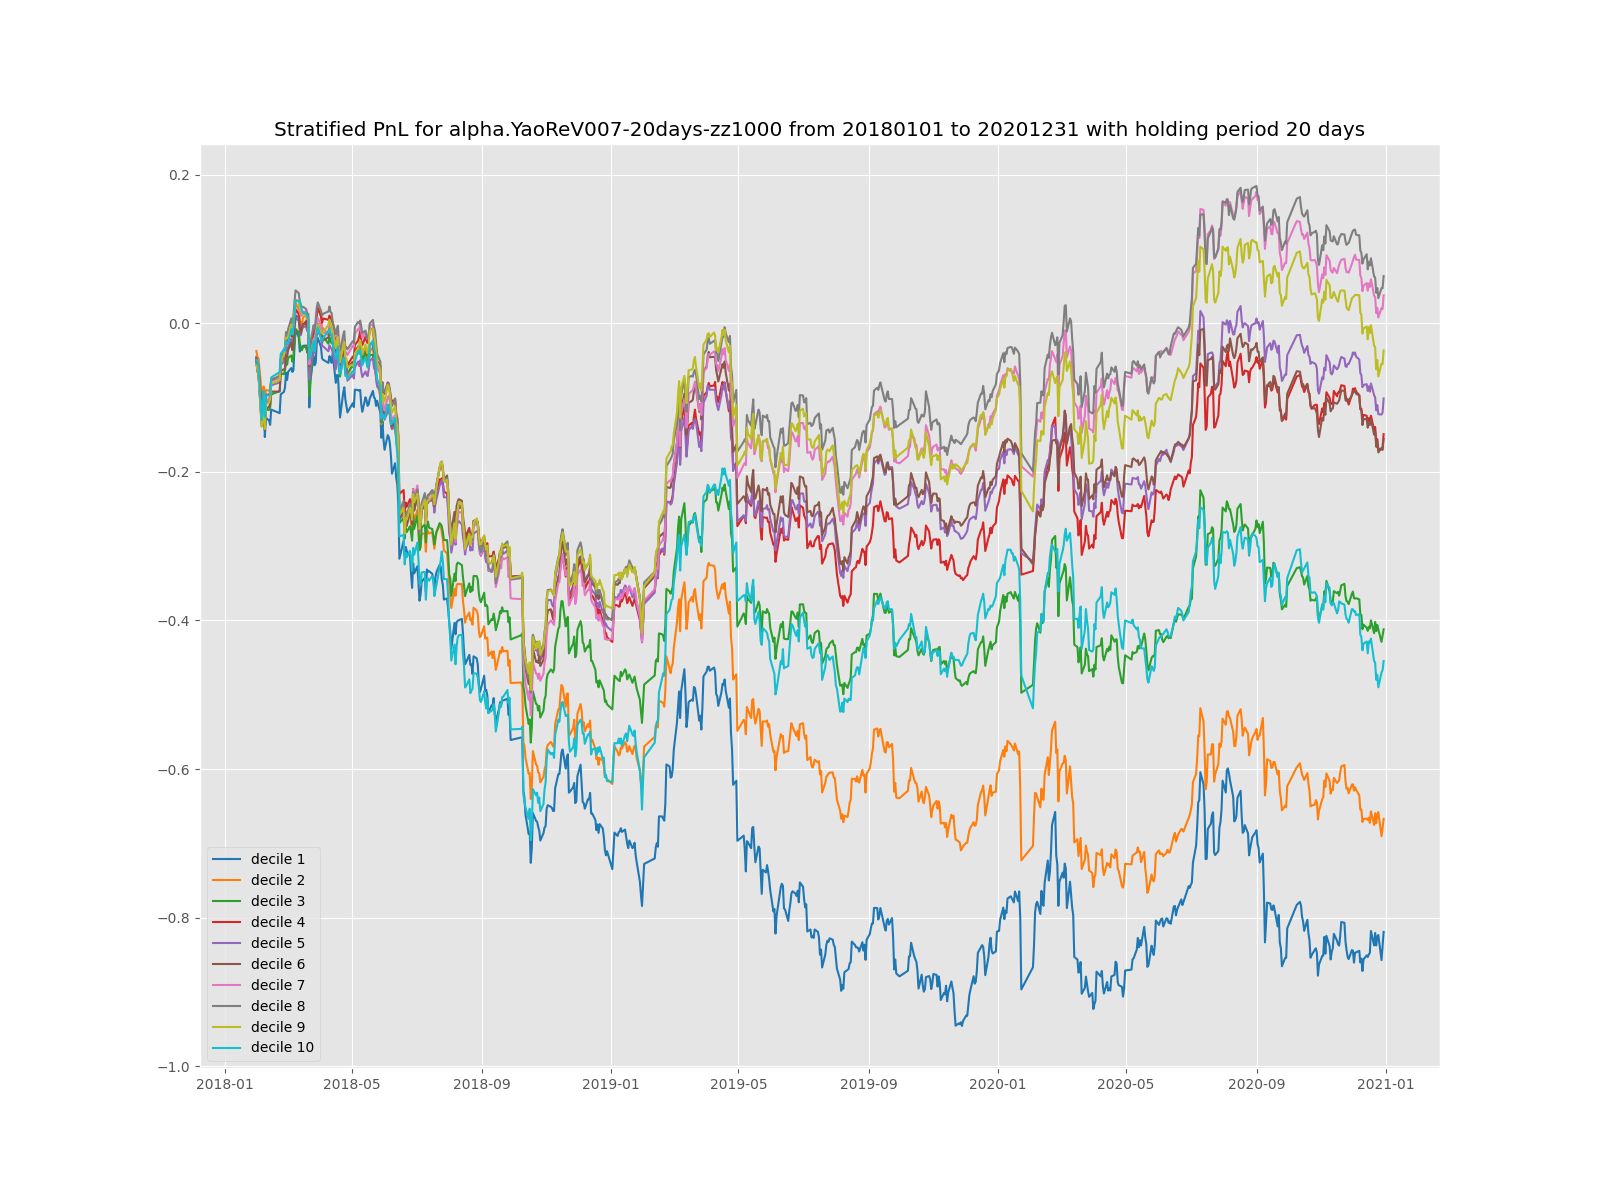 Stratified PnL for alpha.YaoReV007-20days-zz1000 from 20180101 to 20201231 with holding period 20 days
0.2
0.0
−0.2
−0.4
−0.6
−0.8
−1.0
decile 1
decile 2
decile 3
decile 4
decile 5
decile 6
decile 7
decile 8
decile 9
decile 10
2018-01
2018-05
2018-09
2019-01
2019-05
2019-09
2020-01
2020-05
2020-09
2021-01